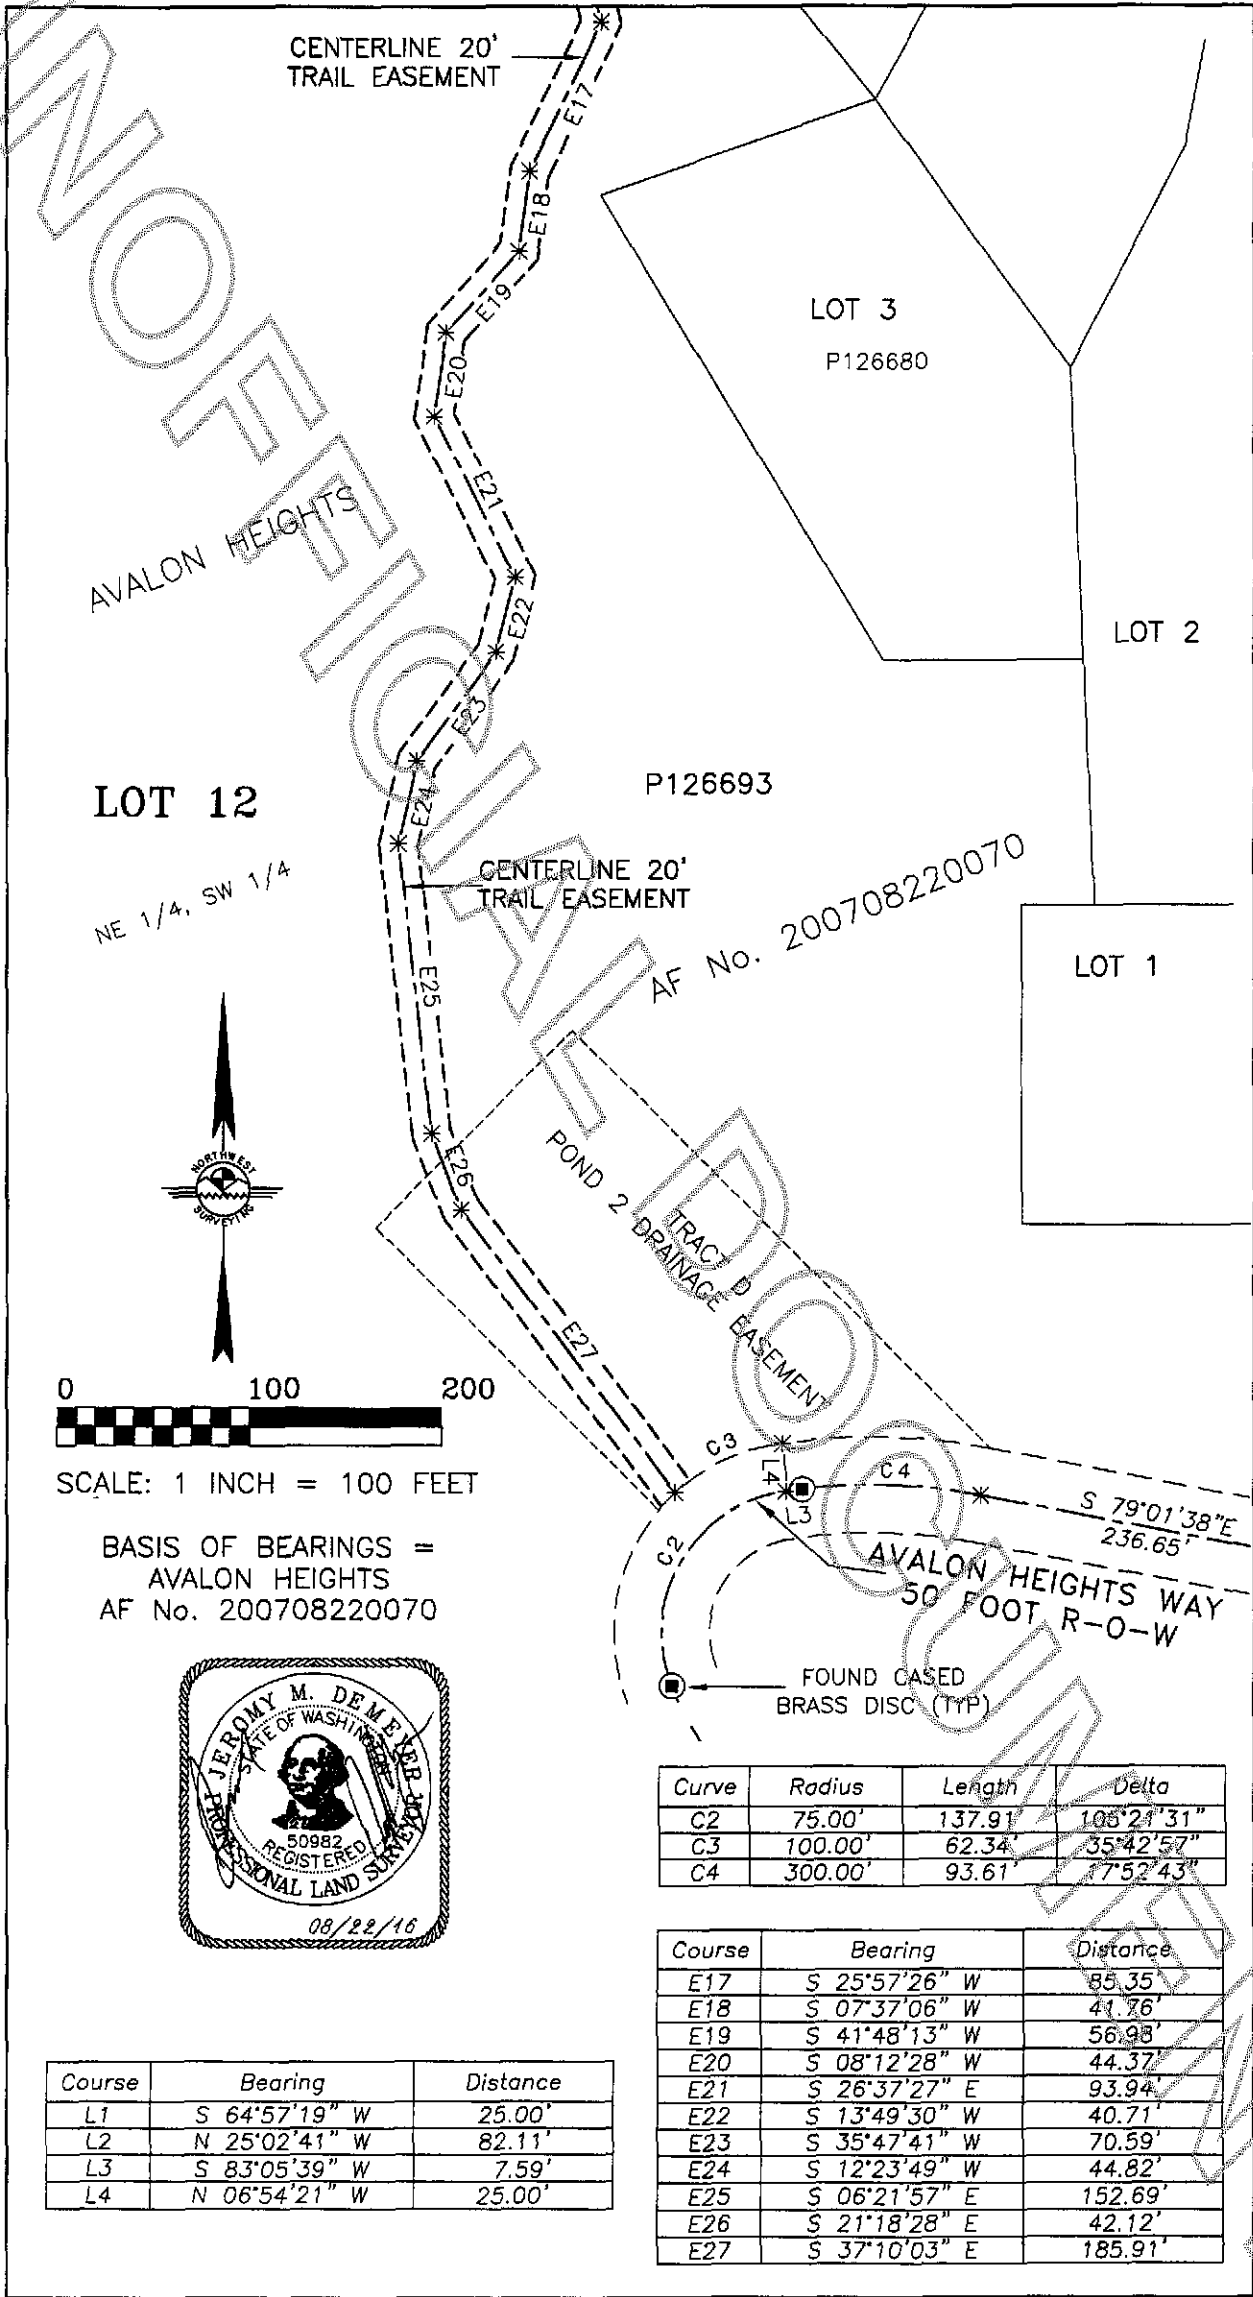 CENTERLINE 20'
TRAIL EASEMENT
E17
E18
E19
E20
E21
E22
E23
E24
E25
E26
E27
LOT 3
P126680
LOT 2
AVALON HEIGHTS
LOT 12
P126693
NE 1/4, SW 1/4
CENTERLINE 20'
TRAIL EASEMENT
AF No. 200708220070
LOT 1
POND 2
TRACT D
DRAINAGE EASEMENT
NORTHWEST
SURVEYING
0 100 200
SCALE: 1 INCH = 100 FEET
BASIS OF BEARINGS =
AVALON HEIGHTS
AF No. 200708220070
C3
L4
L3
C4
C2
S 79°01'38"E
236.65'
AVALON HEIGHTS WAY
50 FOOT R-O-W
FOUND CASED
BRASS DISC (TYP)
JEROMY M. DEMEYER
STATE OF WASHINGTON
50982
REGISTERED
PROFESSIONAL LAND SURVEYOR
08/22/16
Curve Radius Length Delta
C2 75.00' 137.91' 105°21'31"
C3 100.00' 62.34' 35°42'57"
C4 300.00' 93.61' 17°52'43"
Course Bearing Distance
E17 S 25°57'26" W 85.35'
E18 S 07°37'06" W 41.76'
E19 S 41°48'13" W 56.98'
E20 S 08°12'28" W 44.37'
E21 S 26°37'27" E 93.94'
E22 S 13°49'30" W 40.71'
E23 S 35°47'41" W 70.59'
E24 S 12°23'49" W 44.82'
E25 S 06°21'57" E 152.69'
E26 S 21°18'28" E 42.12'
E27 S 37°10'03" E 185.91'
Course Bearing Distance
L1 S 64°57'19" W 25.00'
L2 N 25°02'41" W 82.11'
L3 S 83°05'39" W 7.59'
L4 N 06°54'21" W 25.00'
UNOFFICIAL DOCUMENT